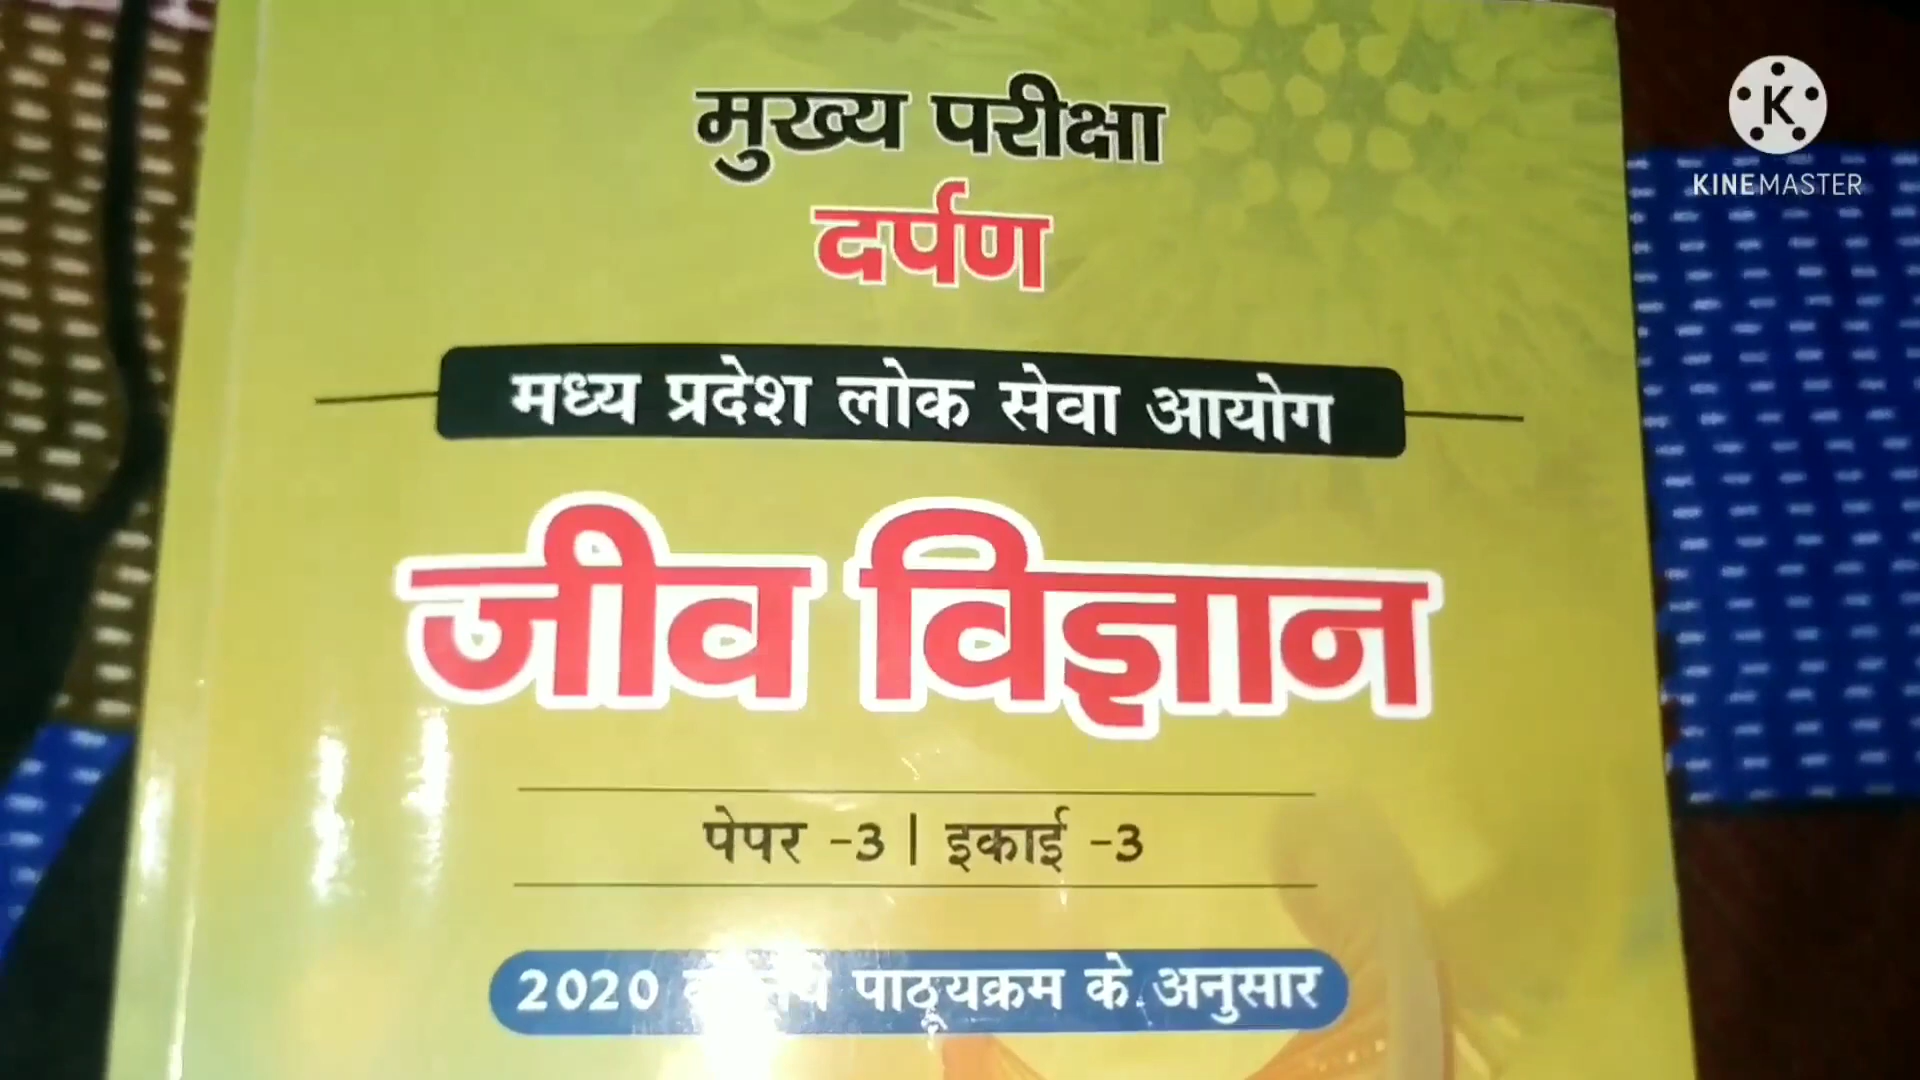 मुख्य परीक्षा
दर्पण
मध्य प्रदेश लोक सेवा आयोग
जीव विज्ञान
पेपर -3 | इकाई -3
2020 पाठ्यक्रम के अनुसार
K
KINEMASTER